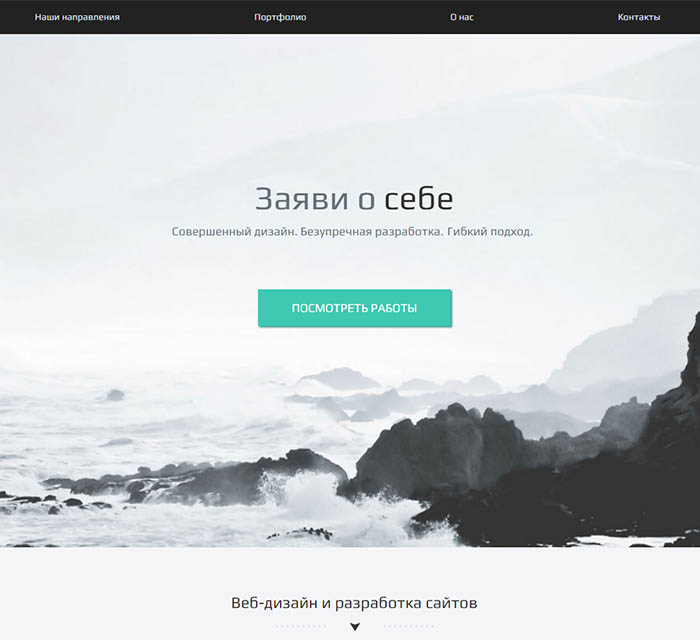 Наши направления
Портфолио
О нас
Контакты
Заяви о себе
Совершенный дизайн. Безупречная разработка. Гибкий подход.
ПОСМОТРЕТЬ РАБОТЫ
Веб-дизайн и разработка сайтов